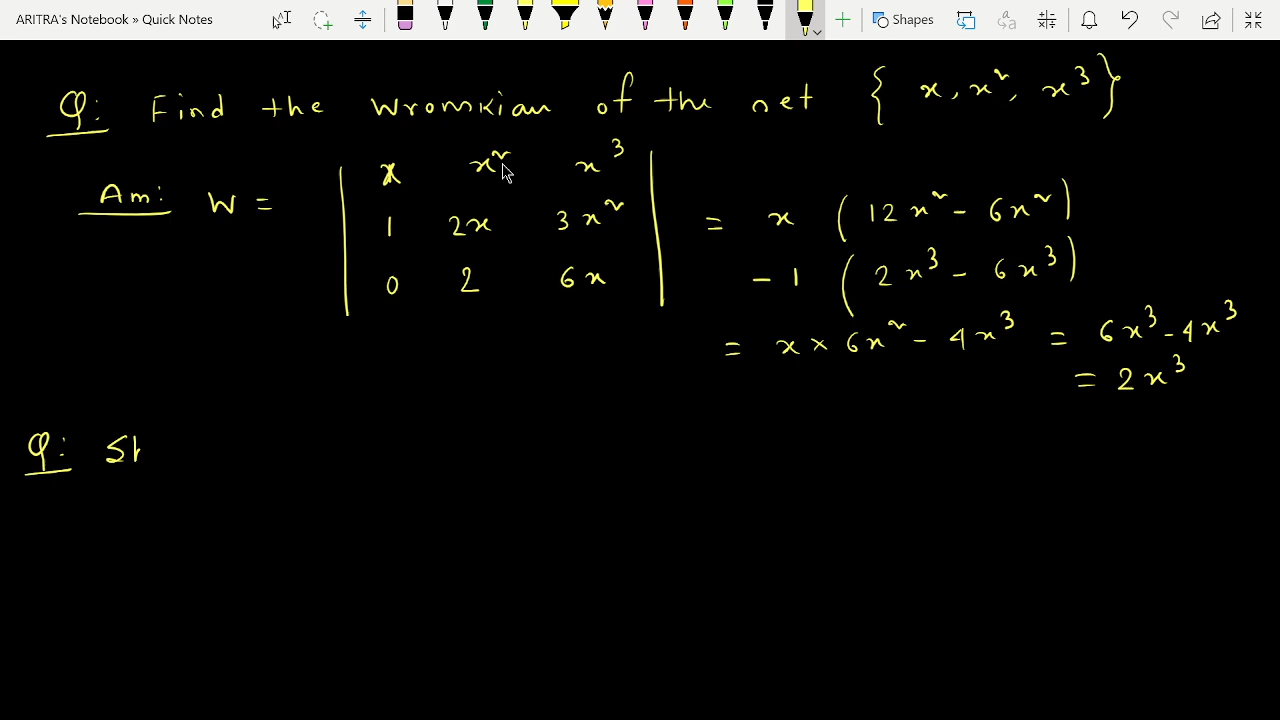 ARITRA's Notebook » Quick Notes
Shapes
Q: Find the wronskian of the set { x, x², x³ }
Ans: W = | x x² x³ | = x (12x² - 6x²)
| 1 2x 3x² | - 1 (2x³ - 6x³)
| 0 2 6x | = x × 6x² - 4x³ = 6x³ - 4x³
= 2x³
Q: St